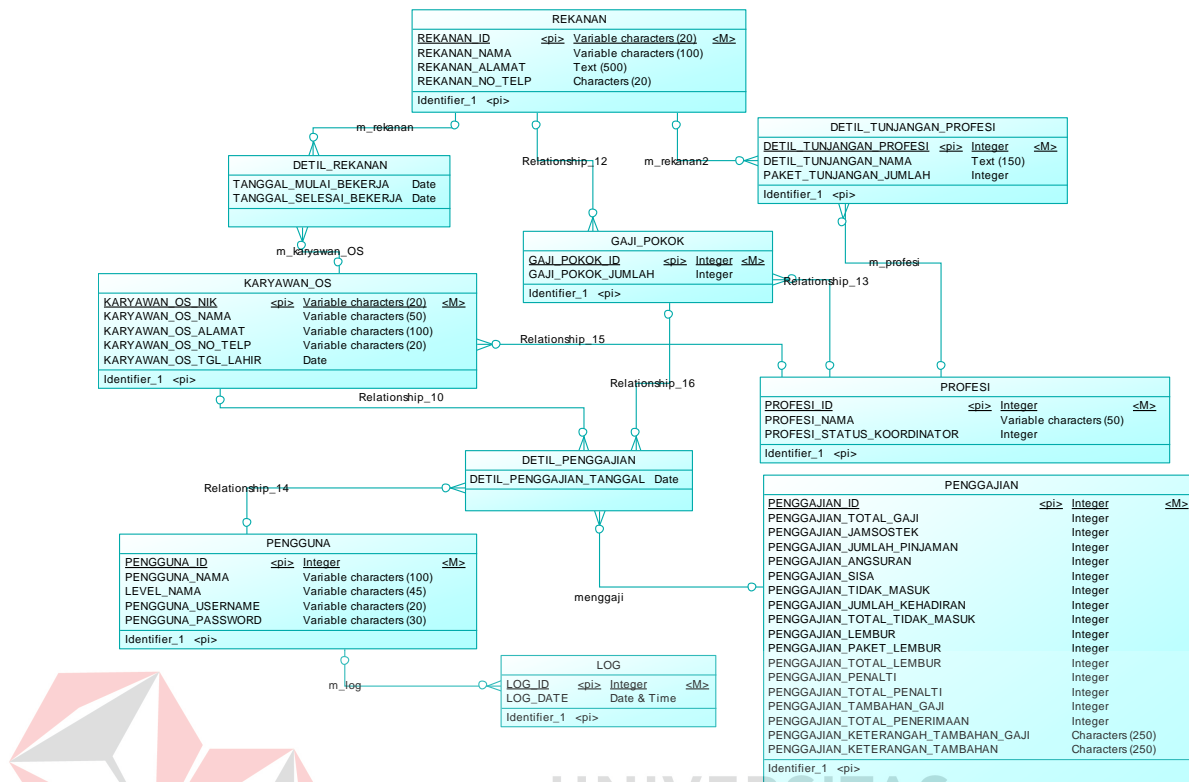 REKANAN
REKANAN_ID <pi> Variable characters (20) <M>
REKANAN_NAMA Variable characters (100)
REKANAN_ALAMAT Text (500)
REKANAN_NO_TELP Characters (20)
Identifier_1 <pi>
m_rekanan
Relationship_12
m_rekanan2
DETIL_TUNJANGAN_PROFESI
DETIL_TUNJANGAN_PROFESI <pi> Integer <M>
DETIL_TUNJANGAN_NAMA Text (150)
PAKET_TUNJANGAN_JUMLAH Integer
Identifier_1 <pi>
DETIL_REKANAN
TANGGAL_MULAI_BEKERJA Date
TANGGAL_SELESAI_BEKERJA Date
m_karyawan_OS
GAJI_POKOK
GAJI_POKOK_ID <pi> Integer <M>
GAJI_POKOK_JUMLAH Integer
Identifier_1 <pi>
m_profesi
Relationship_13
KARYAWAN_OS
KARYAWAN_OS_NIK <pi> Variable characters (20) <M>
KARYAWAN_OS_NAMA Variable characters (50)
KARYAWAN_OS_ALAMAT Variable characters (100)
KARYAWAN_OS_NO_TELP Variable characters (20)
KARYAWAN_OS_TGL_LAHIR Date
Identifier_1 <pi>
Relationship_15
Relationship_16
Relationship_10
PROFESI
PROFESI_ID <pi> Integer <M>
PROFESI_NAMA Variable characters (50)
PROFESI_STATUS_KOORDINATOR Integer
Identifier_1 <pi>
DETIL_PENGGAJIAN
DETIL_PENGGAJIAN_TANGGAL Date
Relationship_14
PENGGUNA
PENGGUNA_ID <pi> Integer <M>
PENGGUNA_NAMA Variable characters (100)
LEVEL_NAMA Variable characters (45)
PENGGUNA_USERNAME Variable characters (20)
PENGGUNA_PASSWORD Variable characters (30)
Identifier_1 <pi>
menggaji
PENGGAJIAN
PENGGAJIAN_ID <pi> Integer <M>
PENGGAJIAN_TOTAL_GAJI Integer
PENGGAJIAN_JAMSOSTEK Integer
PENGGAJIAN_JUMLAH_PINJAMAN Integer
PENGGAJIAN_ANGSURAN Integer
PENGGAJIAN_SISA Integer
PENGGAJIAN_TIDAK_MASUK Integer
PENGGAJIAN_JUMLAH_KEHADIRAN Integer
PENGGAJIAN_TOTAL_TIDAK_MASUK Integer
PENGGAJIAN_LEMBUR Integer
PENGGAJIAN_PAKET_LEMBUR Integer
PENGGAJIAN_TOTAL_LEMBUR Integer
PENGGAJIAN_PENALTI Integer
PENGGAJIAN_TOTAL_PENALTI Integer
PENGGAJIAN_TAMBAHAN_GAJI Integer
PENGGAJIAN_TOTAL_PENERIMAAN Integer
PENGGAJIAN_KETERANGAH_TAMBAHAN_GAJI Characters (250)
PENGGAJIAN_KETERANGAN_TAMBAHAN Characters (250)
Identifier_1 <pi>
m_log
LOG
LOG_ID <pi> Integer <M>
LOG_DATE Date & Time
Identifier_1 <pi>